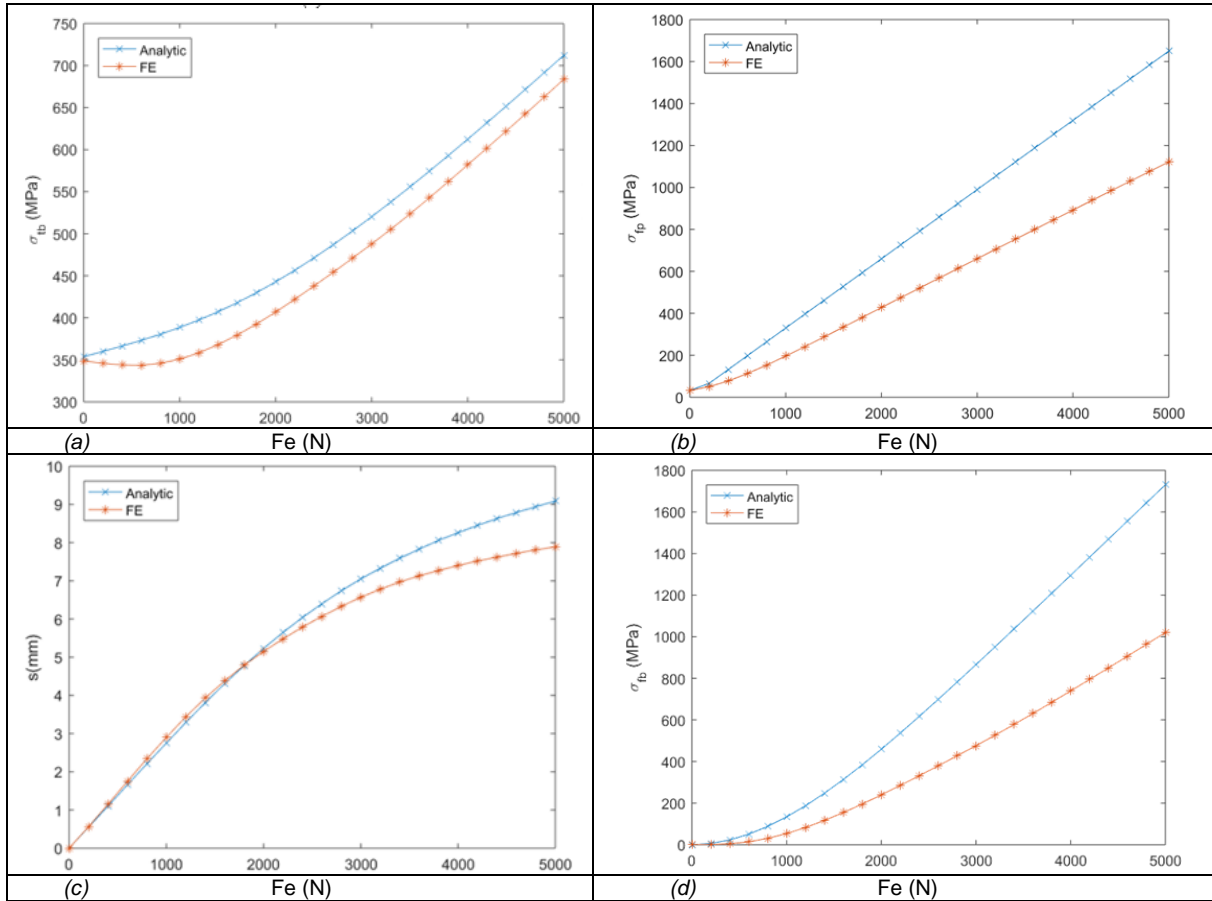 750
700
650
600
550
500
450
400
350
300
σtb (MPa)
Analytic
FE
0 1000 2000 3000 4000 5000
(a) Fe (N)
1800
1600
1400
1200
1000
800
600
400
200
0
σfp (MPa)
Analytic
FE
0 1000 2000 3000 4000 5000
(b) Fe (N)
10
9
8
7
6
5
4
3
2
1
0
s(mm)
Analytic
FE
0 1000 2000 3000 4000 5000
(c) Fe (N)
1800
1600
1400
1200
1000
800
600
400
200
0
σfb (MPa)
Analytic
FE
0 1000 2000 3000 4000 5000
(d) Fe (N)